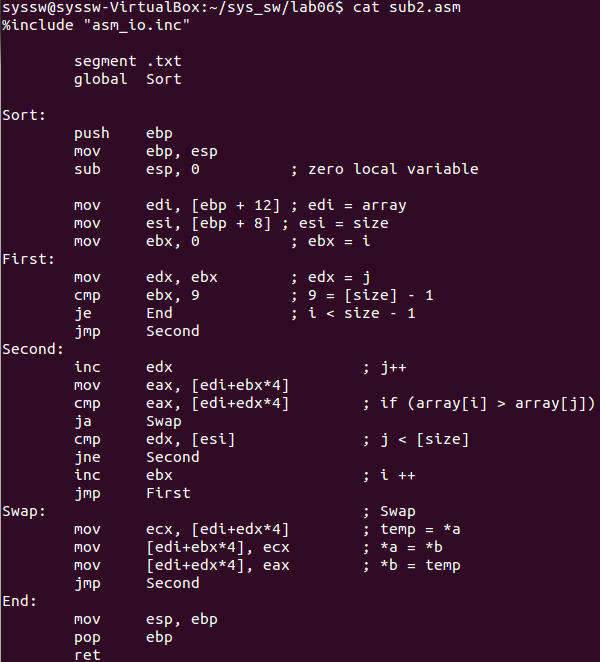 syssw@syssw-VirtualBox:~/sys_sw/lab06$ cat sub2.asm
%include "asm_io.inc"
segment .txt
global Sort
Sort:
push ebp
mov ebp, esp
sub esp, 0 ; zero local variable
mov edi, [ebp + 12] ; edi = array
mov esi, [ebp + 8] ; esi = size
mov ebx, 0 ; ebx = i
First:
mov edx, ebx ; edx = j
cmp ebx, 9 ; 9 = [size] - 1
je End ; i < size - 1
jmp Second
Second:
inc edx ; j++
mov eax, [edi+ebx*4]
cmp eax, [edi+edx*4] ; if (array[i] > array[j])
ja Swap
cmp edx, [esi] ; j < [size]
jne Second
inc ebx ; i ++
jmp First
Swap: ; Swap
mov ecx, [edi+edx*4] ; temp = *a
mov [edi+ebx*4], ecx ; *a = *b
mov [edi+edx*4], eax ; *b = temp
jmp Second
End:
mov esp, ebp
pop ebp
ret